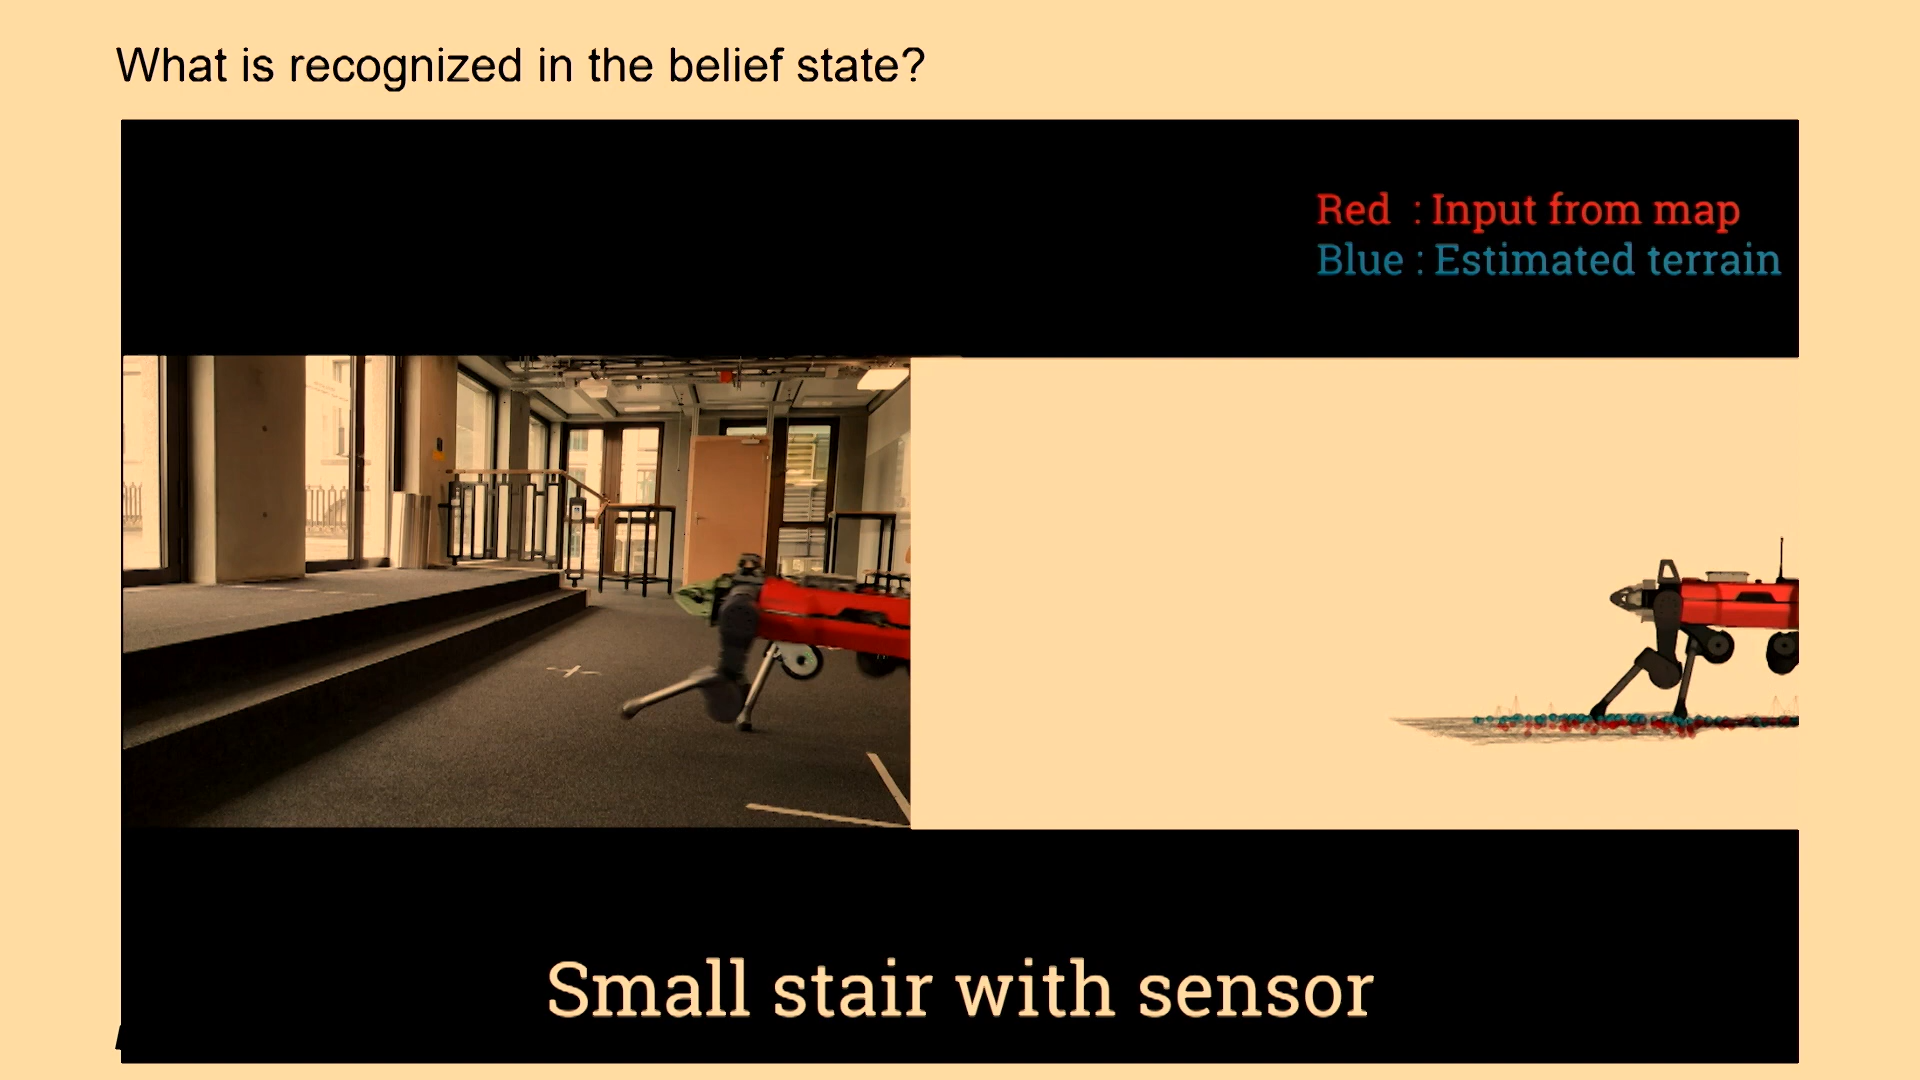 What is recognized in the belief state?
Red : Input from map
Blue : Estimated terrain
Small stair with sensor